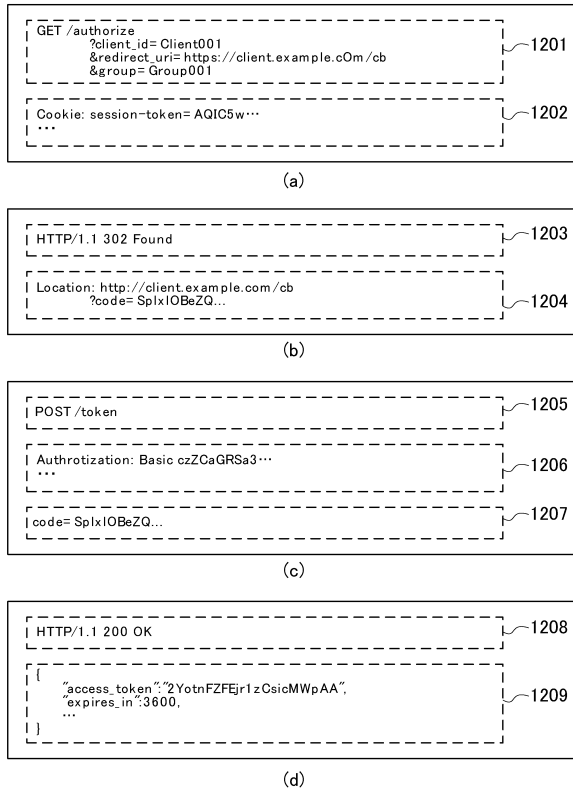 GET /authorize
?client_id= Client001
&redirect_uri= https://client.example.cOm/cb
&group= Group001
1201
Cookie: session-token= AQIC5w…
…
1202
(a)
HTTP/1.1 302 Found
1203
Location: http://client.example.com/cb
?code= SplxlOBeZQ...
1204
(b)
POST /token
1205
Authrotization: Basic czZCaGRSa3…
…
1206
code= SplxlOBeZQ...
1207
(c)
HTTP/1.1 200 OK
1208
{
"access_token":"2YotnFZFEjr1zCsicMWpAA",
"expires_in":3600,
…
}
1209
(d)